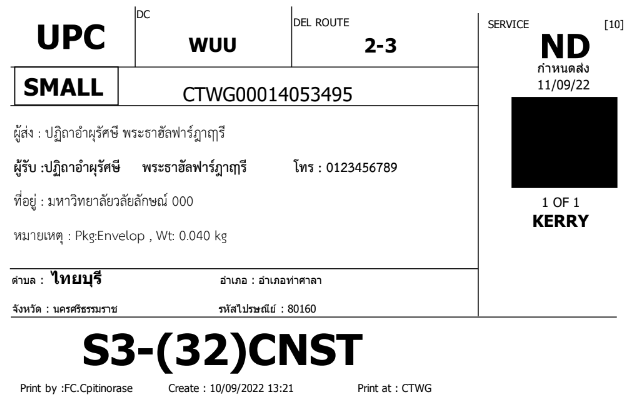 UPC
DC
WUU
DEL ROUTE
2-3
SERVICE
[10]
ND
กำหนดส่ง
11/09/22
SMALL
CTWG00014053495
ผู้ส่ง : ปฏิถาอำผุรัศษี พระธาฮัลฟาร์ฎาฤารี
ผู้รับ :ปฏิถาอำผุรัศษี พระธาฮัลฟาร์ฎาฤารี โทร : 0123456789
ที่อยู่ : มหาวิทยาลัยวลัยลักษณ์ 000
หมายเหตุ : Pkg:Envelop , Wt: 0.040 kg
1 OF 1
KERRY
ตำบล : ไทยบุรี อำเภอ : อำเภอท่าศาลา
จังหวัด : นครศรีธรรมราช รหัสไปรษณีย์ : 80160
S3-(32)CNST
Print by :FC.Cpitinorase Create : 10/09/2022 13:21 Print at : CTWG